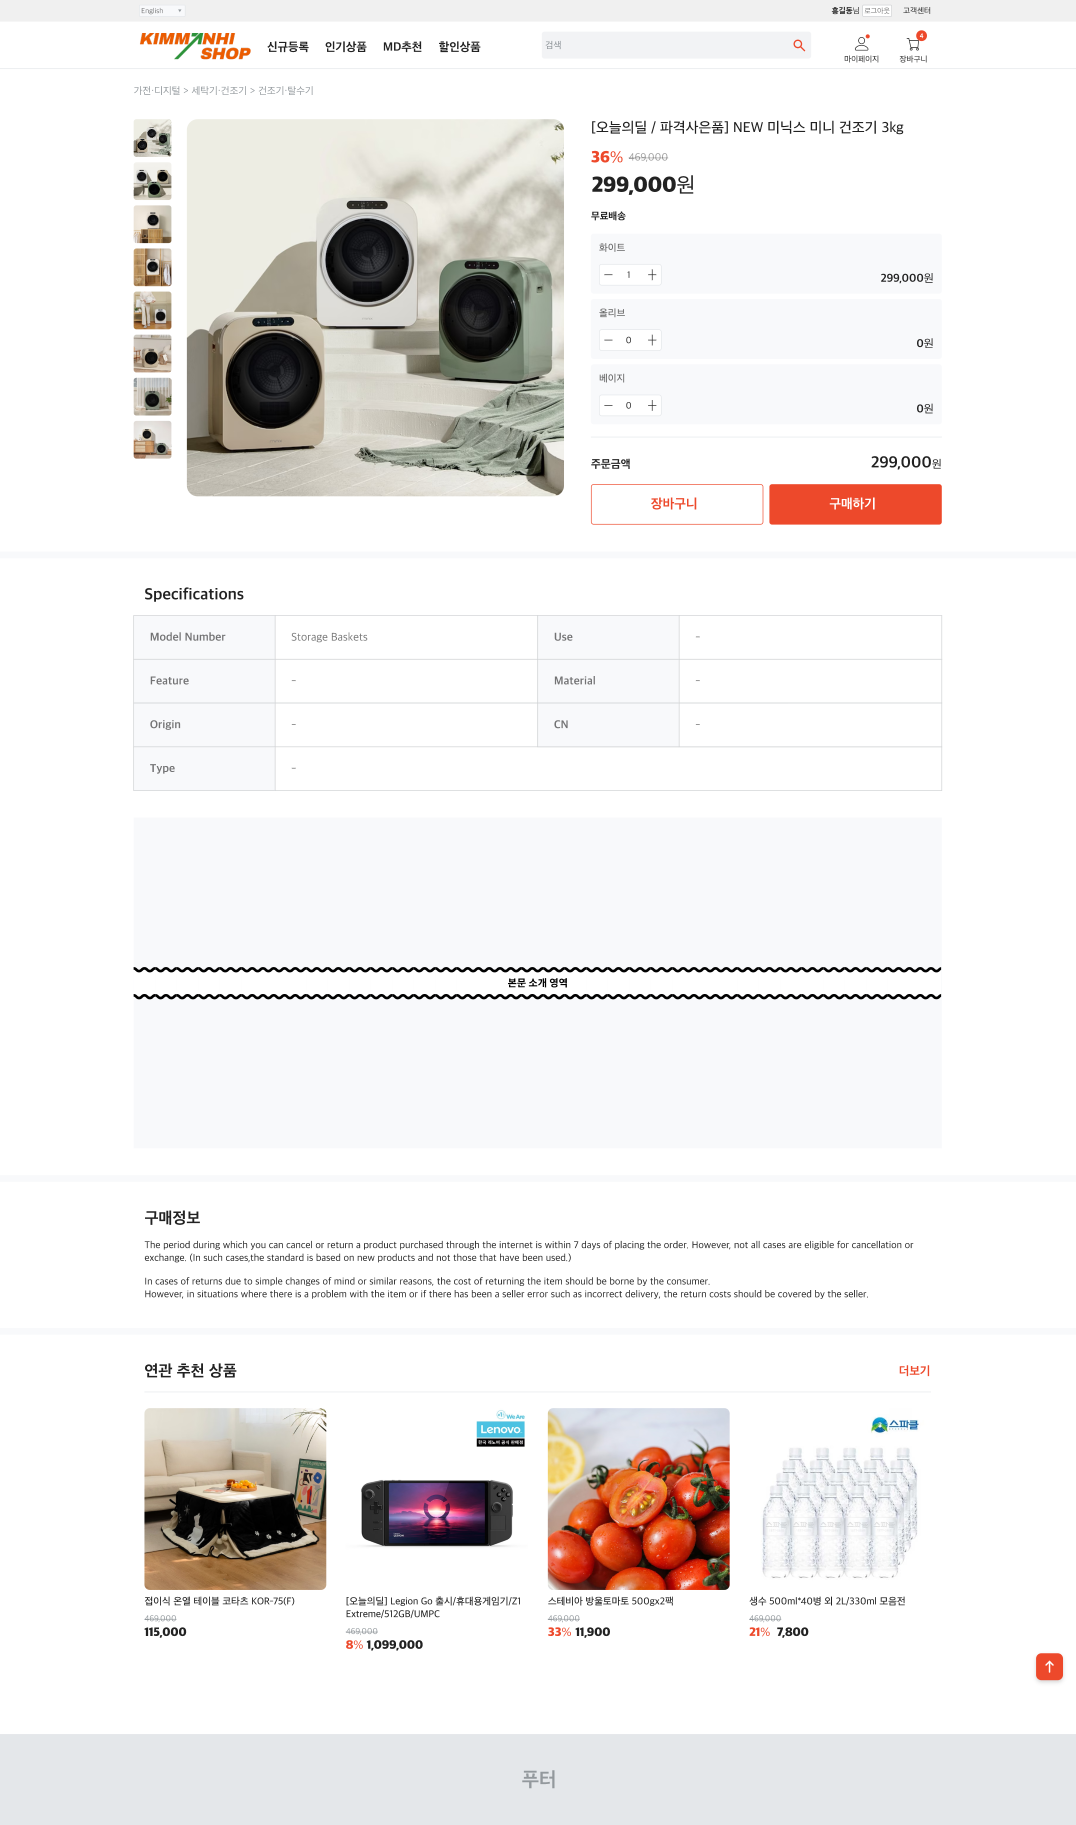 English
홍길동님 로그아웃 고객센터
KIMMANHI SHOP
신규등록 인기상품 MD추천 할인상품
검색
4
마이페이지 장바구니
가전·디지털 > 세탁기·건조기 > 건조기·탈수기
[오늘의딜 / 파격사은품] NEW 미닉스 미니 건조기 3kg
36% 469,000
299,000원
무료배송
화이트
1
299,000원
올리브
0
0원
베이지
0
0원
주문금액 299,000원
장바구니 구매하기
Specifications
Model Number Storage Baskets Use -
Feature - Material -
Origin - CN -
Type -
본문 소개 영역
구매정보
The period during which you can cancel or return a product purchased through the internet is within 7 days of placing the order. However, not all cases are eligible for cancellation or
exchange. (In such cases,the standard is based on new products and not those that have been used.)
In cases of returns due to simple changes of mind or similar reasons, the cost of returning the item should be borne by the consumer.
However, in situations where there is a problem with the item or if there has been a seller error such as incorrect delivery, the return costs should be covered by the seller.
연관 추천 상품 더보기
We Are
Lenovo
한국 레노버 공식 판매점
스파클
접이식 온열 테이블 코타츠 KOR-75(F)
469,000
115,000
[오늘의딜] Legion Go 출시/휴대용게임기/Z1
Extreme/512GB/UMPC
469,000
8% 1,099,000
스테비아 방울토마토 500gx2팩
469,000
33% 11,900
생수 500ml*40병 외 2L/330ml 모음전
469,000
21% 7,800
푸터